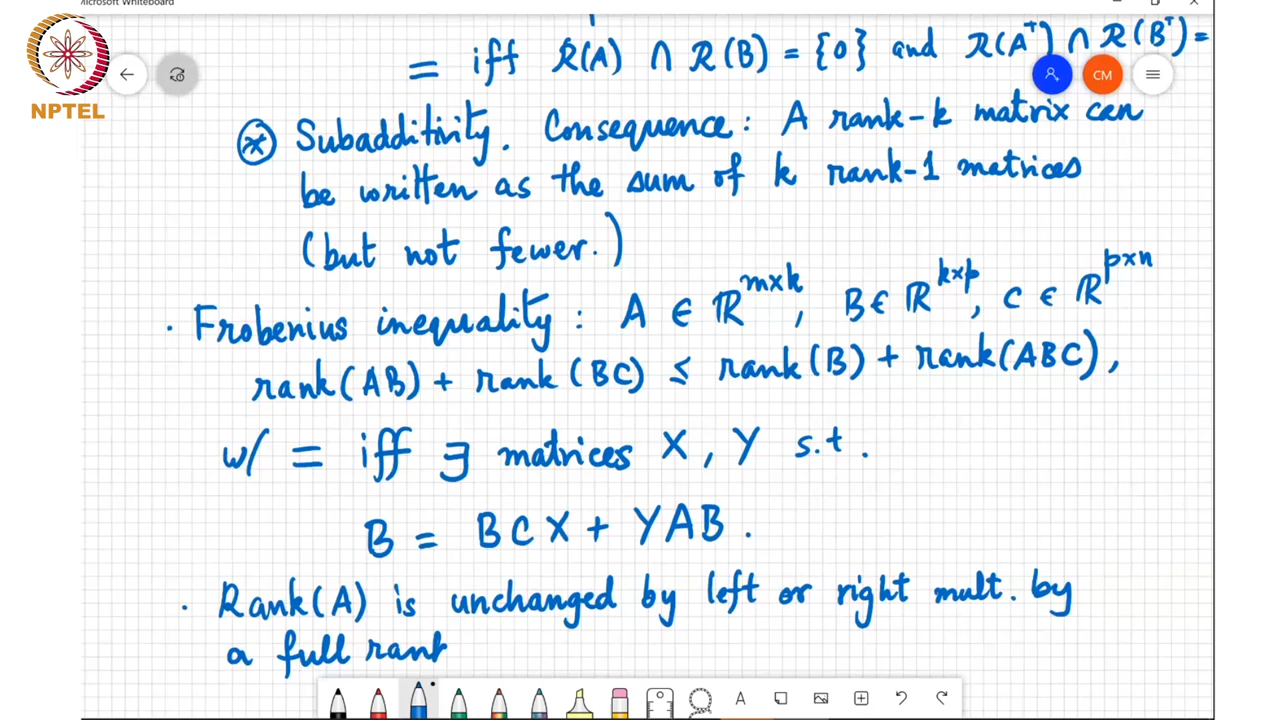 Microsoft Whiteboard
= iff R(A) ∩ R(B) = {0} and R(Aᵀ) ∩ R(Bᵀ) =
NPTEL
CM
⊛ Subadditivity. Consequence: A rank-k matrix can
be written as the sum of k rank-1 matrices
(but not fewer.)
· Frobenius inequality : A ∈ ℝ^{m×k}, B ∈ ℝ^{k×p}, C ∈ ℝ^{p×n}
rank(AB) + rank(BC) ≤ rank(B) + rank(ABC),
w/ = iff ∃ matrices X, Y s.t.
B = BCX + YAB.
· Rank(A) is unchanged by left or right mult. by
a full rank
A